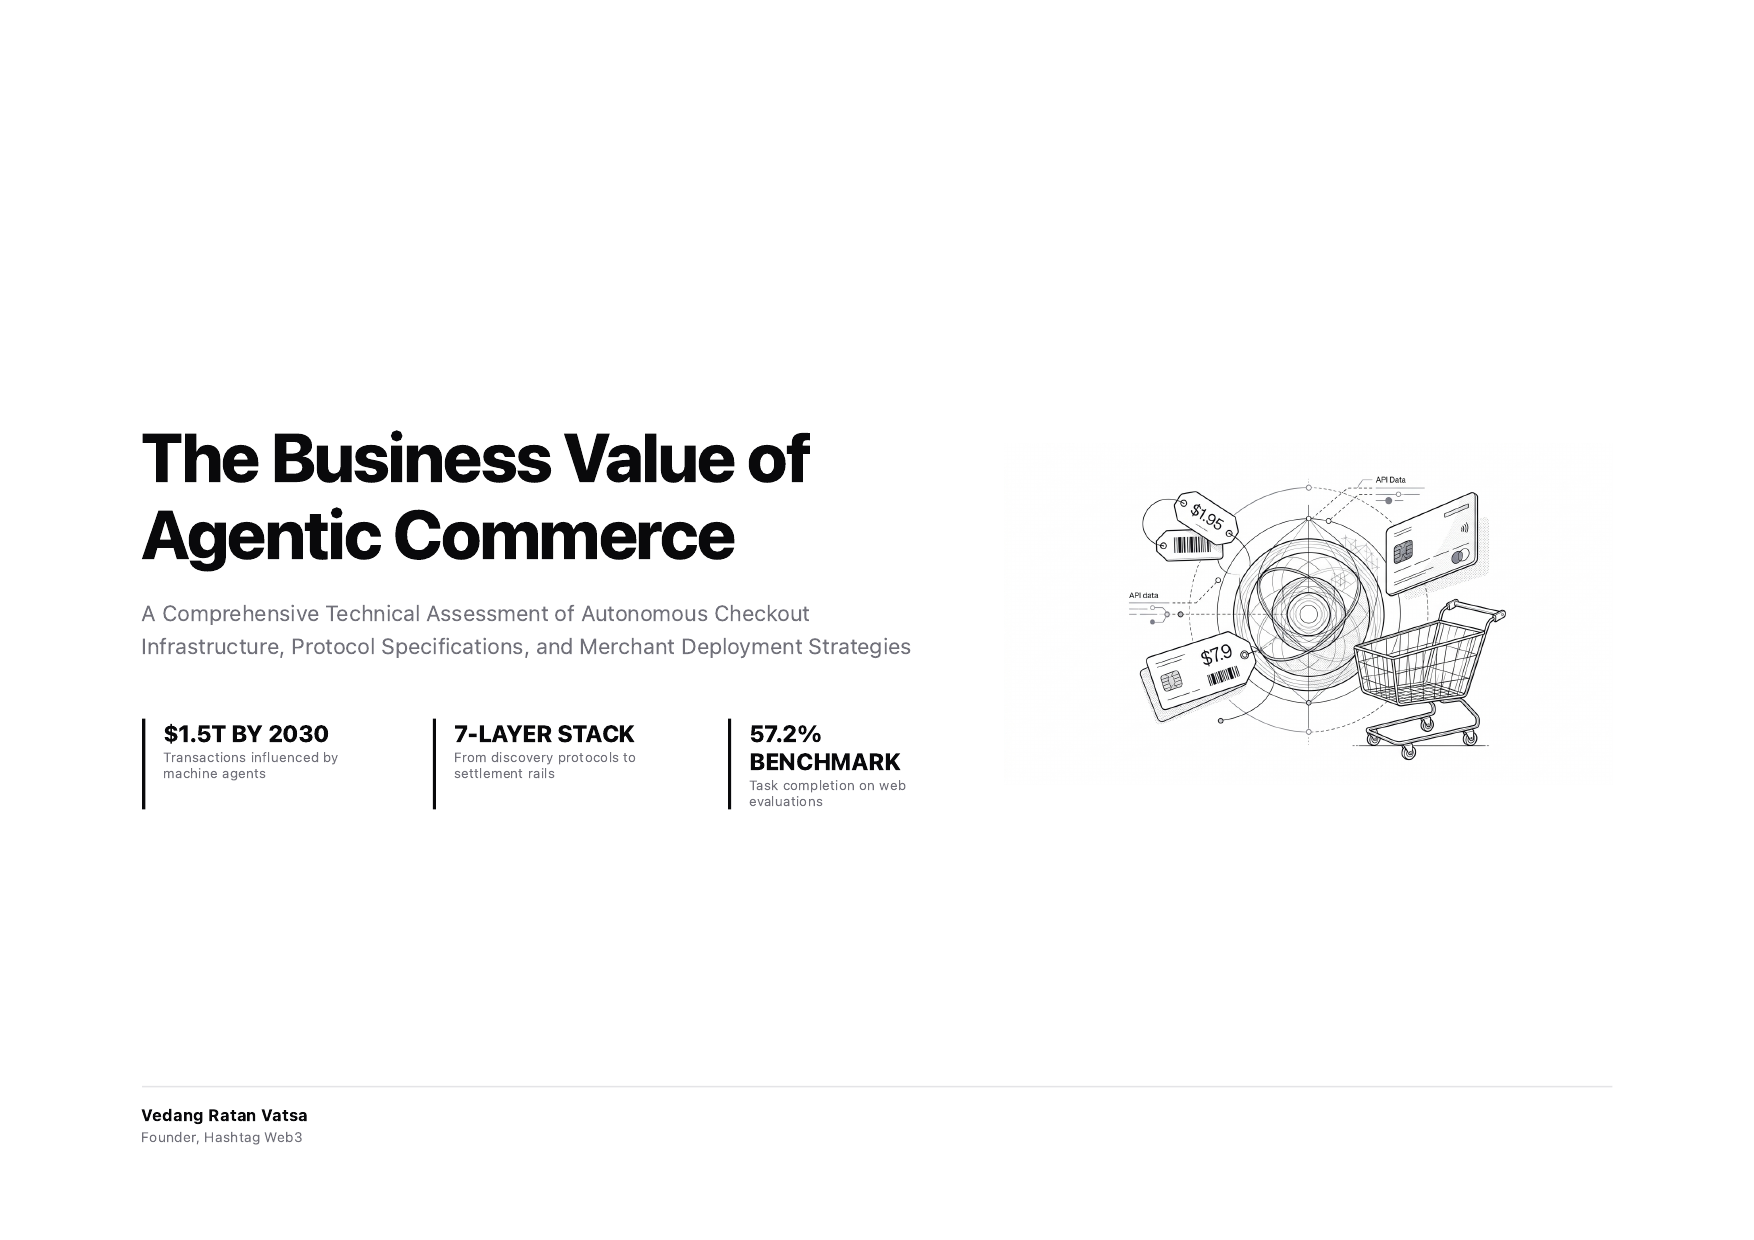 The Business Value of
Agentic Commerce
A Comprehensive Technical Assessment of Autonomous Checkout
Infrastructure, Protocol Specifications, and Merchant Deployment Strategies
$1.5T BY 2030
Transactions influenced by
machine agents
7-LAYER STACK
From discovery protocols to
settlement rails
57.2%
BENCHMARK
Task completion on web
evaluations
API Data
$1.95
API data
$7.9
Vedang Ratan Vatsa
Founder, Hashtag Web3